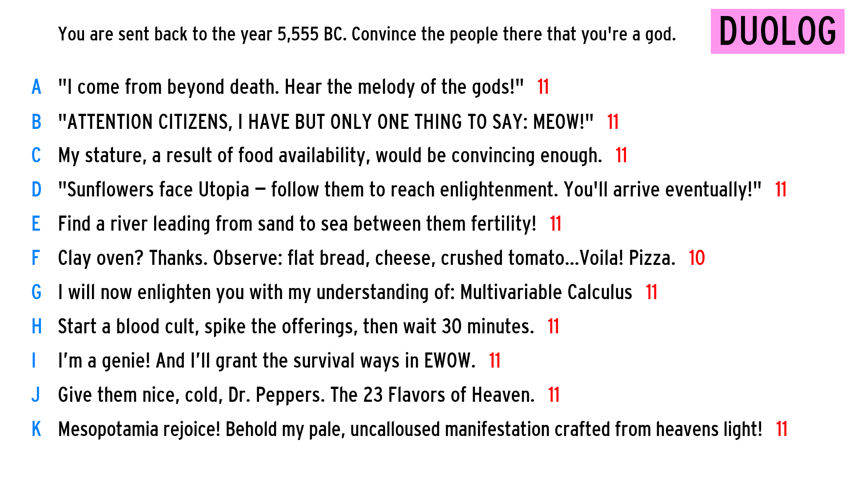 You are sent back to the year 5,555 BC. Convince the people there that you're a god.
DUOLOG
A "I come from beyond death. Hear the melody of the gods!" 11
B "ATTENTION CITIZENS, I HAVE BUT ONLY ONE THING TO SAY: MEOW!" 11
C My stature, a result of food availability, would be convincing enough. 11
D "Sunflowers face Utopia – follow them to reach enlightenment. You'll arrive eventually!" 11
E Find a river leading from sand to sea between them fertility! 11
F Clay oven? Thanks. Observe: flat bread, cheese, crushed tomato...Voila! Pizza. 10
G I will now enlighten you with my understanding of: Multivariable Calculus 11
H Start a blood cult, spike the offerings, then wait 30 minutes. 11
I I’m a genie! And I’ll grant the survival ways in EWOW. 11
J Give them nice, cold, Dr. Peppers. The 23 Flavors of Heaven. 11
K Mesopotamia rejoice! Behold my pale, uncalloused manifestation crafted from heavens light! 11